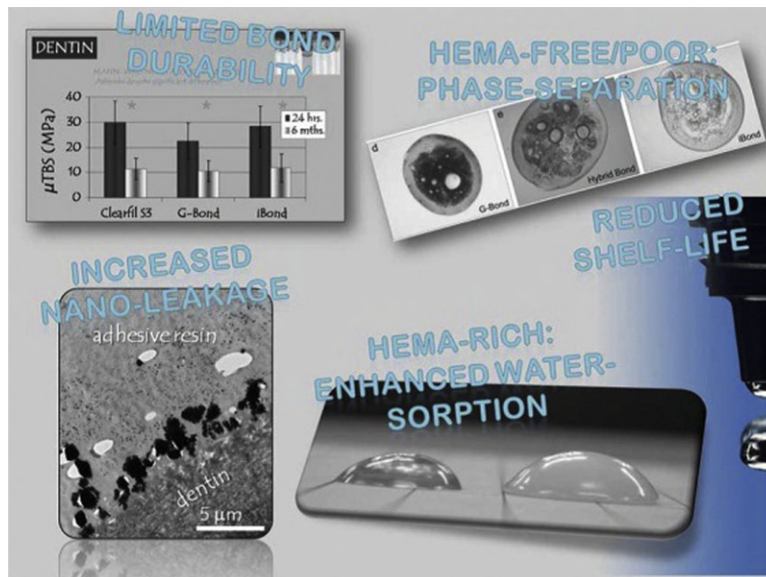 LIMITED BOND
DURABILITY
DENTIN
µTBS (MPa)
40
30
20
10
0
* * *
24 hrs.
6 mths.
Clearfil S3 G-Bond iBond
HEMA-FREE/POOR:
PHASE-SEPARATION
d
G-Bond
e
Hybrid Bond
iBond
REDUCED
SHELF-LIFE
INCREASED
NANO-LEAKAGE
adhesive resin
dentin
5 µm
HEMA-RICH:
ENHANCED WATER-
SORPTION